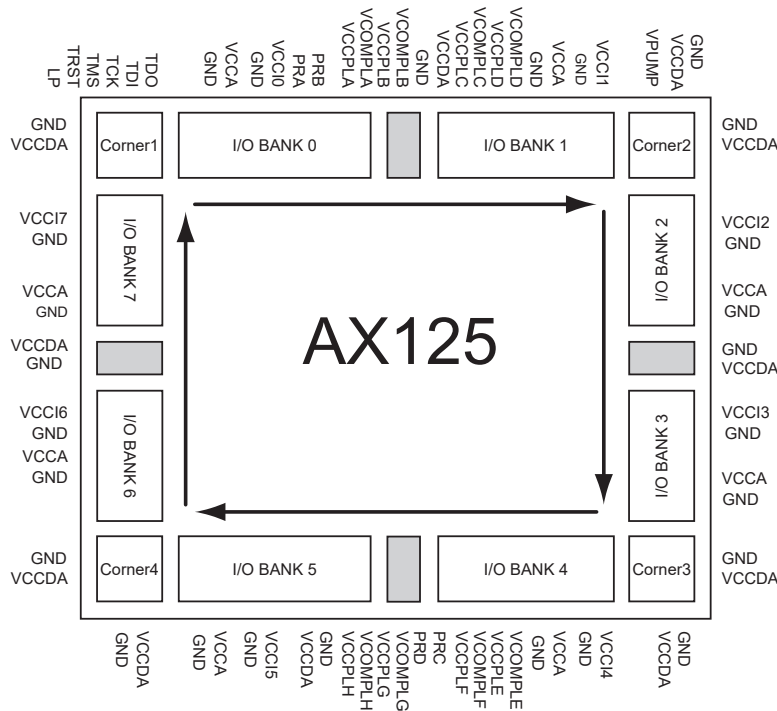 LP
TRST
TMS
TCK
TDI
TDO
GND
VCCA
GND
VCCI0
PRA
PRB
VCCPLA
VCOMPLA
VCCPLB
VCOMPLB
GND
VCCDA
VCCPLC
VCOMPLC
VCCPLD
VCOMPLD
GND
VCCA
GND
VCCI1
VPUMP
VCCDA
GND
GND
VCCDA
Corner1
I/O BANK 0
I/O BANK 1
Corner2
GND
VCCDA
VCCI7
GND
VCCA
GND
I/O BANK 7
I/O BANK 2
VCCI2
GND
VCCA
GND
VCCDA
GND
AX125
GND
VCCDA
VCCI6
GND
VCCA
GND
I/O BANK 6
I/O BANK 3
VCCI3
GND
VCCA
GND
GND
VCCDA
Corner4
I/O BANK 5
I/O BANK 4
Corner3
GND
VCCDA
GND
VCCDA
GND
VCCA
GND
VCCI5
VCCDA
GND
VCCPLH
VCOMPLH
VCCPLG
VCOMPLG
PRD
PRC
VCCPLF
VCOMPLF
VCCPLE
VCOMPLE
GND
VCCA
GND
VCCI4
VCCDA
GND